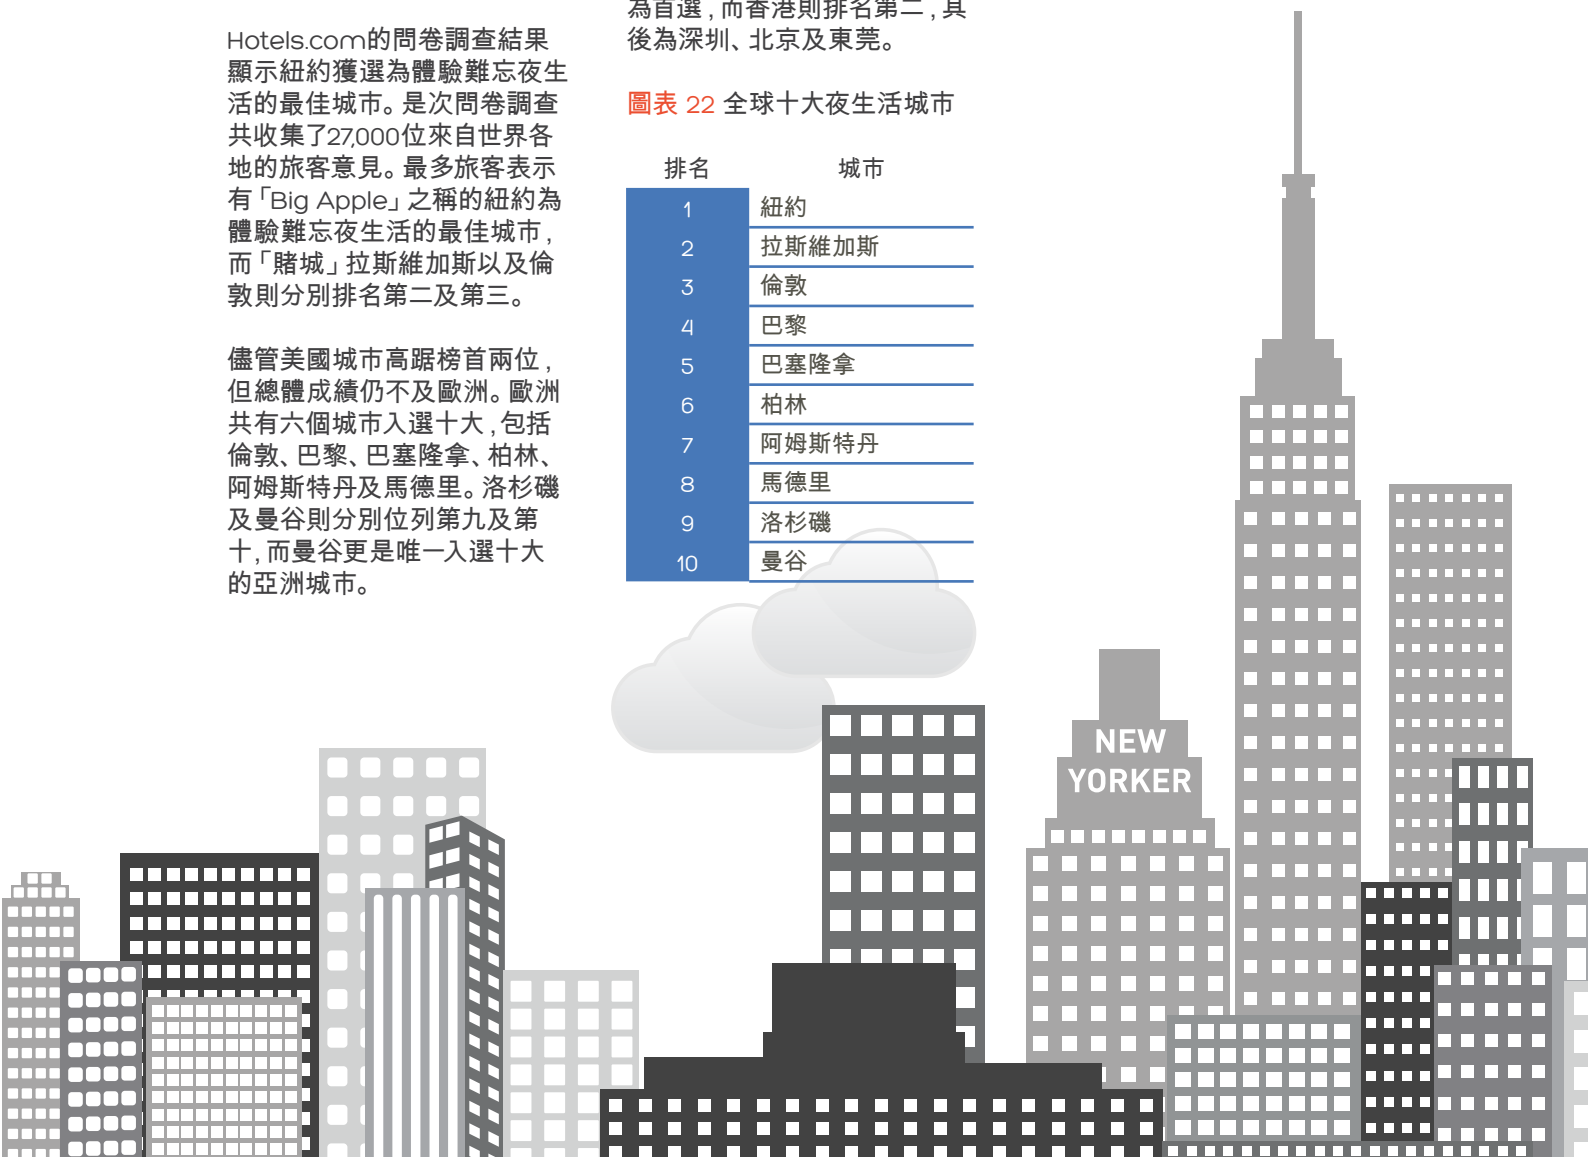 Hotels.com的問卷調查結果
顯示紐約獲選為體驗難忘夜生
活的最佳城市。是次問卷調查
共收集了27,000位來自世界各
地的旅客意見。最多旅客表示
有「Big Apple」之稱的紐約為
體驗難忘夜生活的最佳城市，
而「賭城」拉斯維加斯以及倫
敦則分別排名第二及第三。
儘管美國城市高踞榜首兩位，
但總體成績仍不及歐洲。歐洲
共有六個城市入選十大，包括
倫敦、巴黎、巴塞隆拿、柏林、
阿姆斯特丹及馬德里。洛杉磯
及曼谷則分別位列第九及第
十，而曼谷更是唯一入選十大
的亞洲城市。
為首選，而香港則排名第二，其
後為深圳、北京及東莞。
圖表 22 全球十大夜生活城市
排名 城市
1 紐約
2 拉斯維加斯
3 倫敦
4 巴黎
5 巴塞隆拿
6 柏林
7 阿姆斯特丹
8 馬德里
9 洛杉磯
10 曼谷
NEW
YORKER